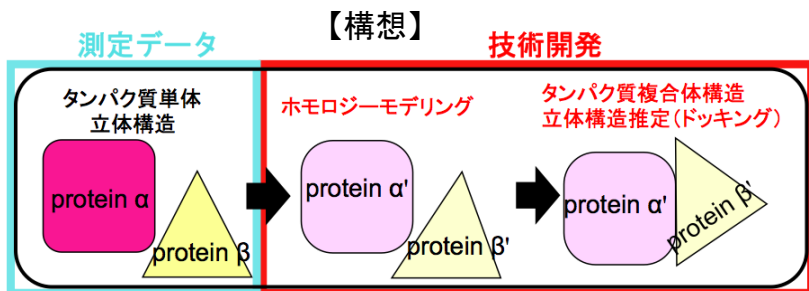 【構想】
測定データ
技術開発
タンパク質単体
立体構造
ホモロジーモデリング
タンパク質複合体構造
立体構造推定(ドッキング)
protein α
protein β
protein α'
protein β'
protein α'
protein β'